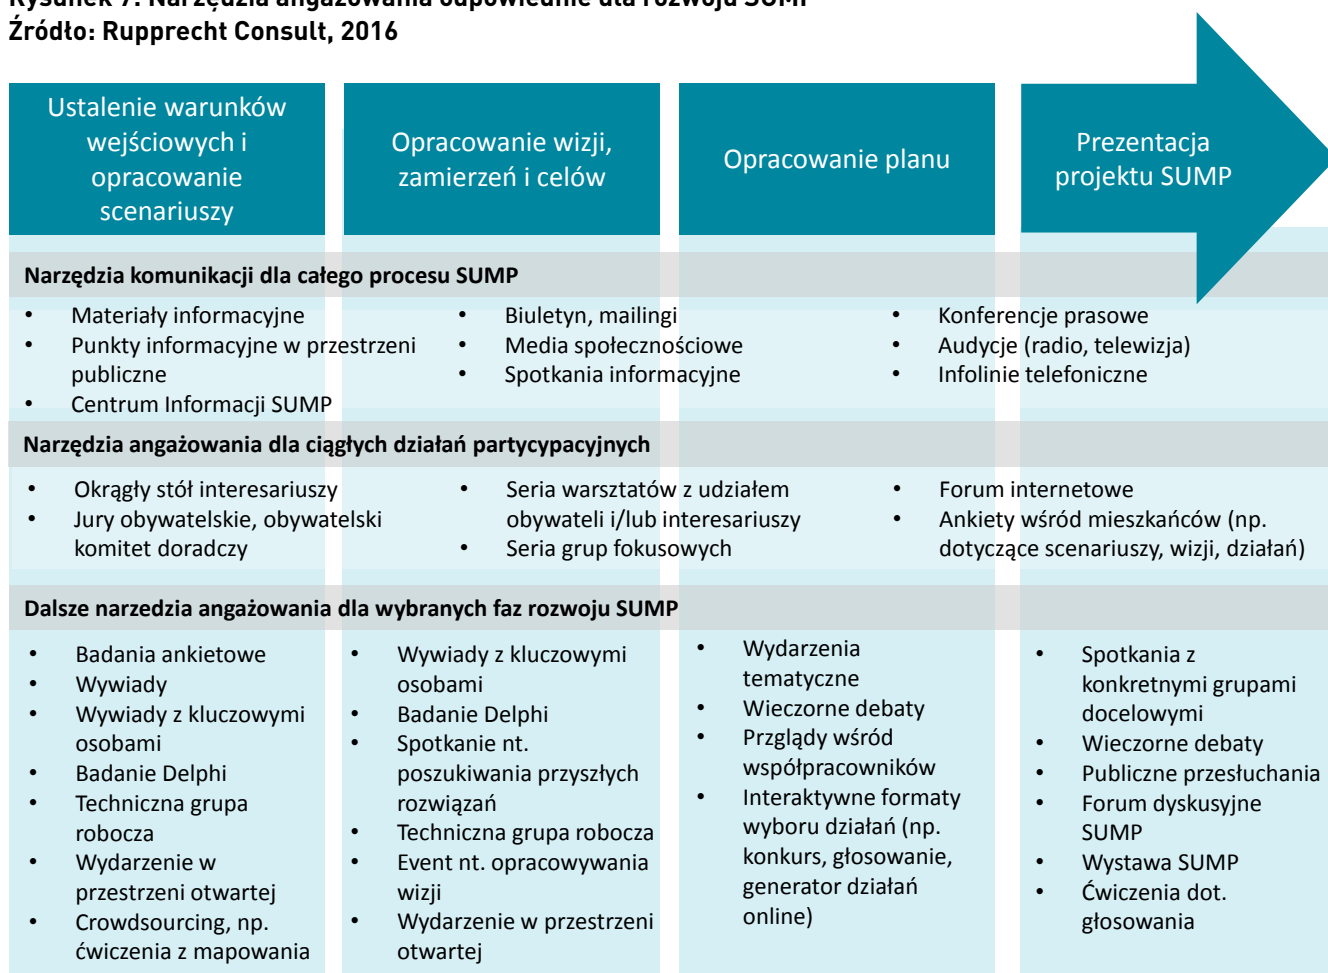 Rysunek 7: Narzędzia angażowania odpowiednie dla rozwoju SUMP
Źródło: Rupprecht Consult, 2016
Ustalenie warunków
wejściowych i
opracowanie
scenariuszy
Opracowanie wizji,
zamierzeń i celów
Opracowanie planu
Prezentacja
projektu SUMP
Narzędzia komunikacji dla całego procesu SUMP
• Materiały informacyjne
• Punkty informacyjne w przestrzeni
publiczne
• Centrum Informacji SUMP
• Biuletyn, mailingi
• Media społecznościowe
• Spotkania informacyjne
• Konferencje prasowe
• Audycje (radio, telewizja)
• Infolinie telefoniczne
Narzędzia angażowania dla ciągłych działań partycypacyjnych
• Okrągły stół interesariuszy
• Jury obywatelskie, obywatelski
komitet doradczy
• Seria warsztatów z udziałem
obywateli i/lub interesariuszy
• Seria grup fokusowych
• Forum internetowe
• Ankiety wśród mieszkańców (np.
dotyczące scenariuszy, wizji, działań)
Dalsze narzedzia angażowania dla wybranych faz rozwoju SUMP
• Badania ankietowe
• Wywiady
• Wywiady z kluczowymi
osobami
• Badanie Delphi
• Techniczna grupa
robocza
• Wydarzenie w
przestrzeni otwartej
• Crowdsourcing, np.
ćwiczenia z mapowania
• Wywiady z kluczowymi
osobami
• Badanie Delphi
• Spotkanie nt.
poszukiwania przyszłych
rozwiązań
• Techniczna grupa robocza
• Event nt. opracowywania
wizji
• Wydarzenie w przestrzeni
otwartej
• Wydarzenia
tematyczne
• Wieczorne debaty
• Przglądy wśród
współpracowników
• Interaktywne formaty
wyboru działań (np.
konkurs, głosowanie,
generator działań
online)
• Spotkania z
konkretnymi grupami
docelowymi
• Wieczorne debaty
• Publiczne przesłuchania
• Forum dyskusyjne
SUMP
• Wystawa SUMP
• Ćwiczenia dot.
głosowania